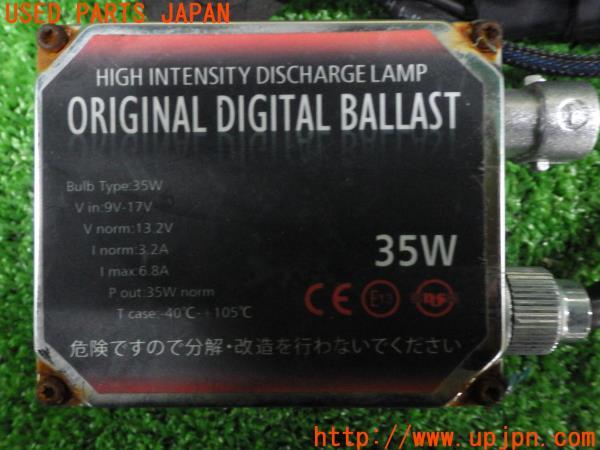 USED PARTS JAPAN
HIGH INTENSITY DISCHARGE LAMP
ORIGINAL DIGITAL BALLAST
Bulb Type:35W
V in:9V-17V
V norm:13.2V
I norm:3.2A
I max:6.8A
P out:35W norm
T case:-40℃-+105℃
35W
CE
E13
危険ですので分解・改造を行わないでください
http://www.upjpn.com